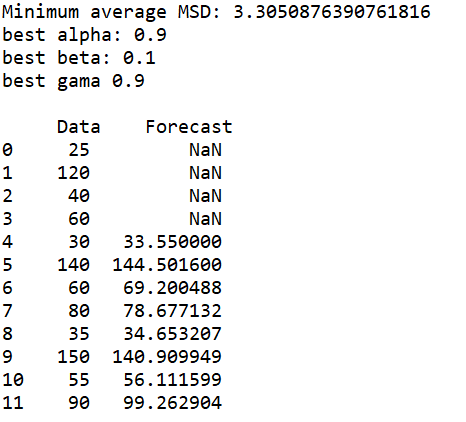 Minimum average MSD: 3.3050876390761816
best alpha: 0.9
best beta: 0.1
best gama 0.9
Data Forecast
0 25 NaN
1 120 NaN
2 40 NaN
3 60 NaN
4 30 33.550000
5 140 144.501600
6 60 69.200488
7 80 78.677132
8 35 34.653207
9 150 140.909949
10 55 56.111599
11 90 99.262904